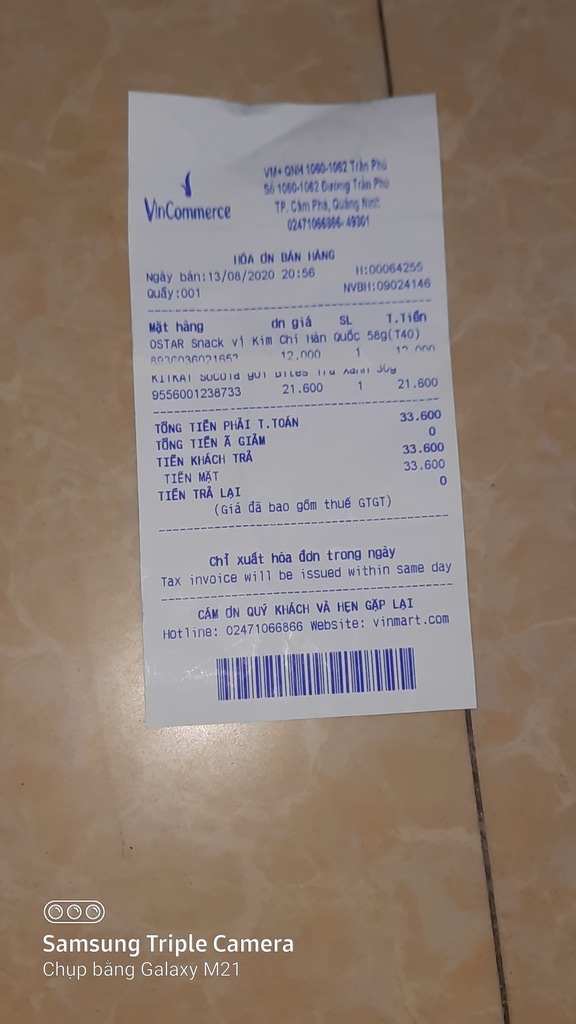 VinCommerce
VM+ QNH 1060-1062 Trần Phú
Số 1060-1062 Đường Trần Phú
TP. Cẩm Phả, Quảng Ninh
02471066866- 49301
HÓA ƠN BÁN HÀNG
Ngày bán:13/08/2020 20:56 H:00064255
Quầy:001 NVBH:09024146
Mặt hàng ơn giá SL T.Tiền
OSTAR Snack vị Kim Chi Hàn Quốc 58g(T40)
8936036021653 12.000 1 12.000
KITKAT Bites Trà Xanh 30g
9556001238733 21.600 1 21.600
TỔNG TIỀN PHẢI T.TOÁN 33.600
TỔNG TIỀN Ã GIẢM 0
TIỀN KHÁCH TRẢ 33.600
TIỀN MẶT 33.600
TIỀN TRẢ LẠI 0
(Giá đã bao gồm thuế GTGT)
Chỉ xuất hóa đơn trong ngày
Tax invoice will be issued within same day
CẢM ƠN QUÝ KHÁCH VÀ HẸN GẶP LẠI
Hotline: 02471066866 Website: vinmart.com
Samsung Triple Camera
Chụp bằng Galaxy M21